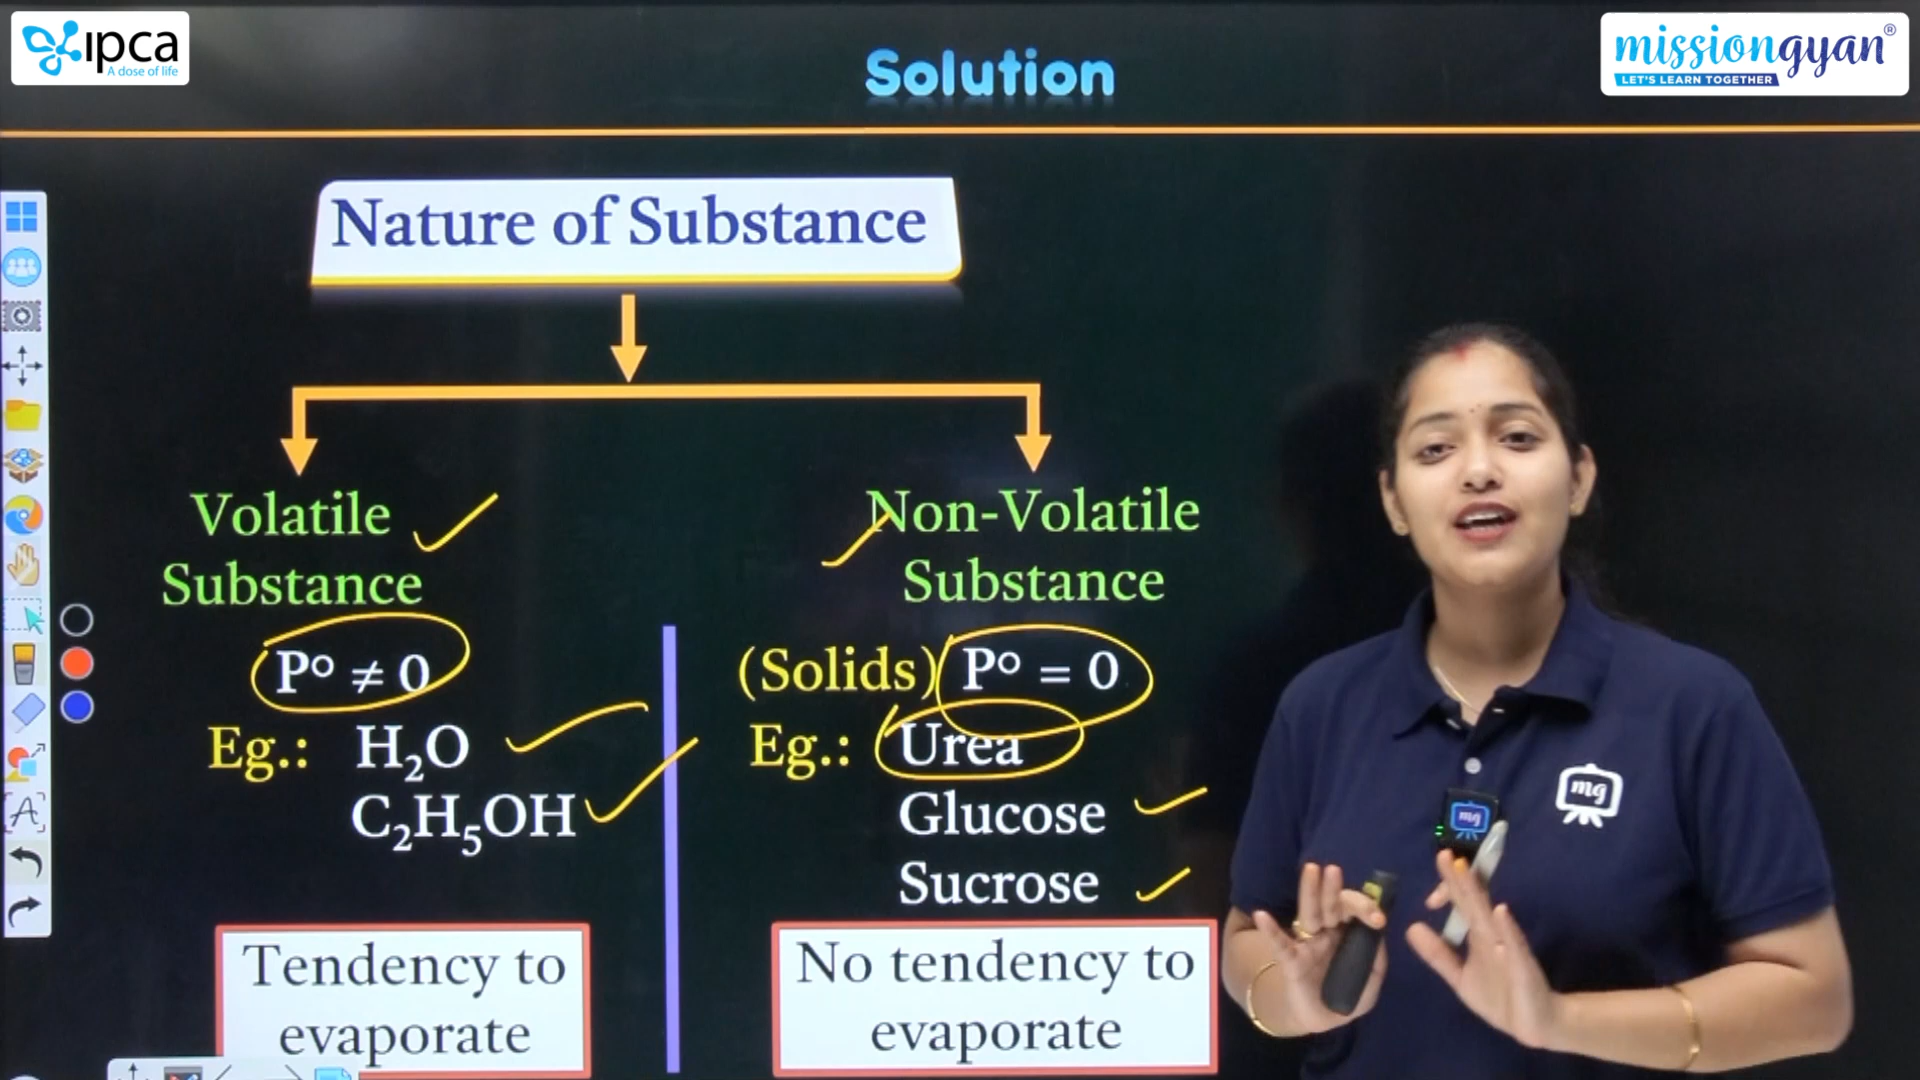 ipca
A dose of life
Solution
missiongyan®
LET'S LEARN TOGETHER
Nature of Substance
Volatile
Substance
P° ≠ 0
Eg.: H₂O
C₂H₅OH
Tendency to
evaporate
Non-Volatile
Substance
(Solids) P° = 0
Eg.: Urea
Glucose
Sucrose
No tendency to
evaporate
mg
mg
A